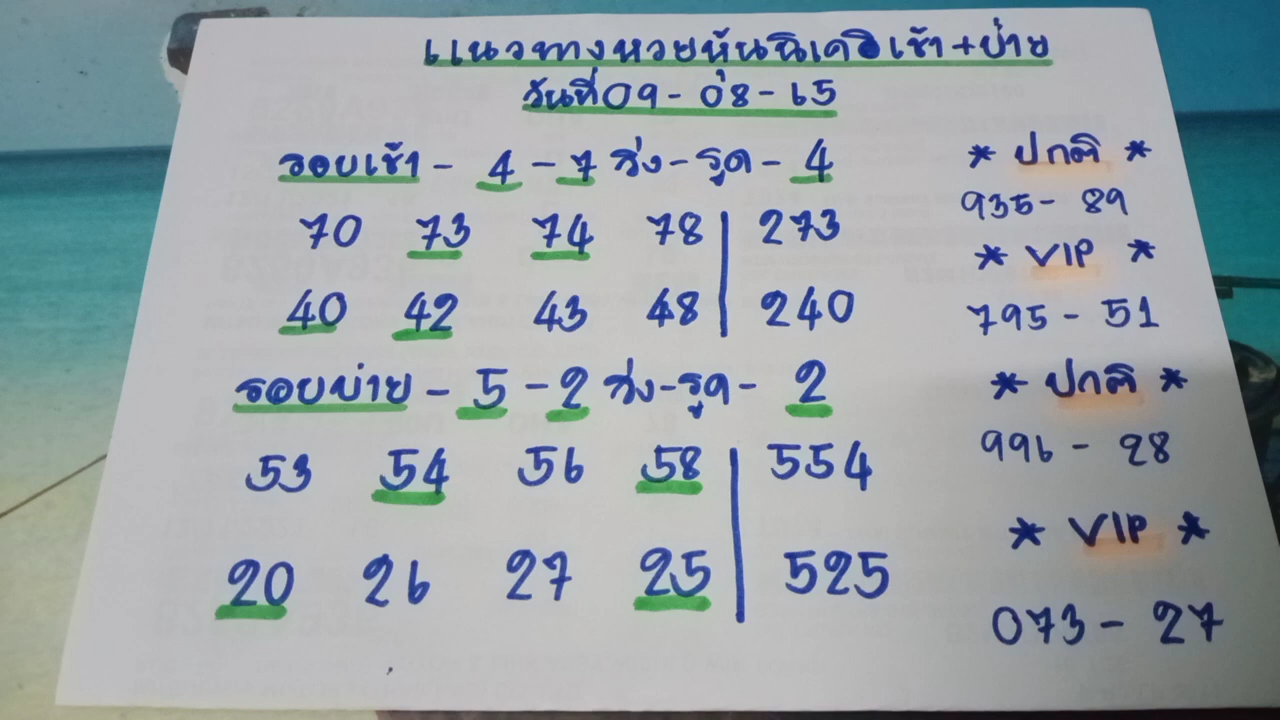 แนวทางหวยหุ้นนิเคอิเช้า+บ่าย
วันที่09-08-65
รอบเช้า - 4 - 7 วิ่ง - รูด - 4
70 73 74 78 | 273
40 42 43 48 | 240
รอบบ่าย - 5 - 2 วิ่ง - รูด - 2
53 54 56 58 | 554
20 26 27 25 | 525
* ปกติ *
935 - 89
* VIP *
795 - 51
* ปกติ *
996 - 28
* VIP *
073 - 27